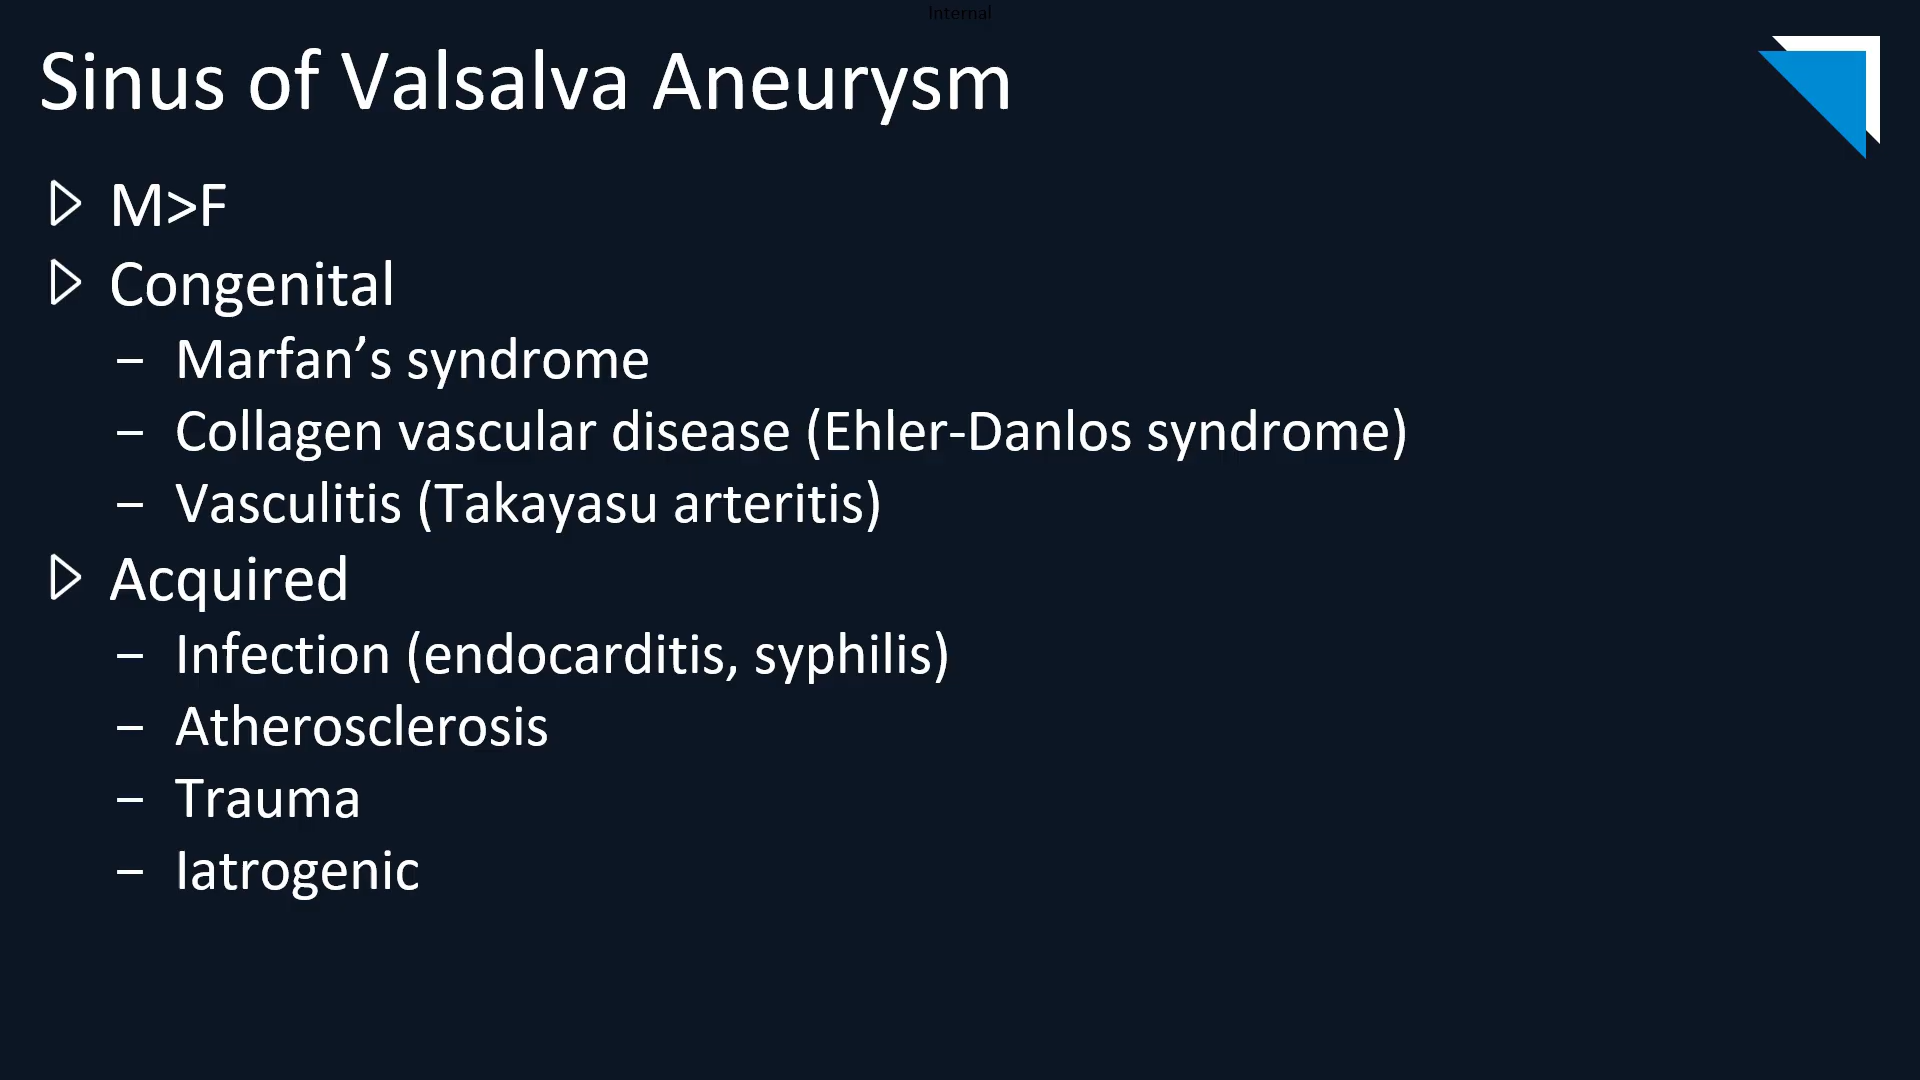 Internal
Sinus of Valsalva Aneurysm
M>F
Congenital
– Marfan’s syndrome
– Collagen vascular disease (Ehler-Danlos syndrome)
– Vasculitis (Takayasu arteritis)
Acquired
– Infection (endocarditis, syphilis)
– Atherosclerosis
– Trauma
– Iatrogenic